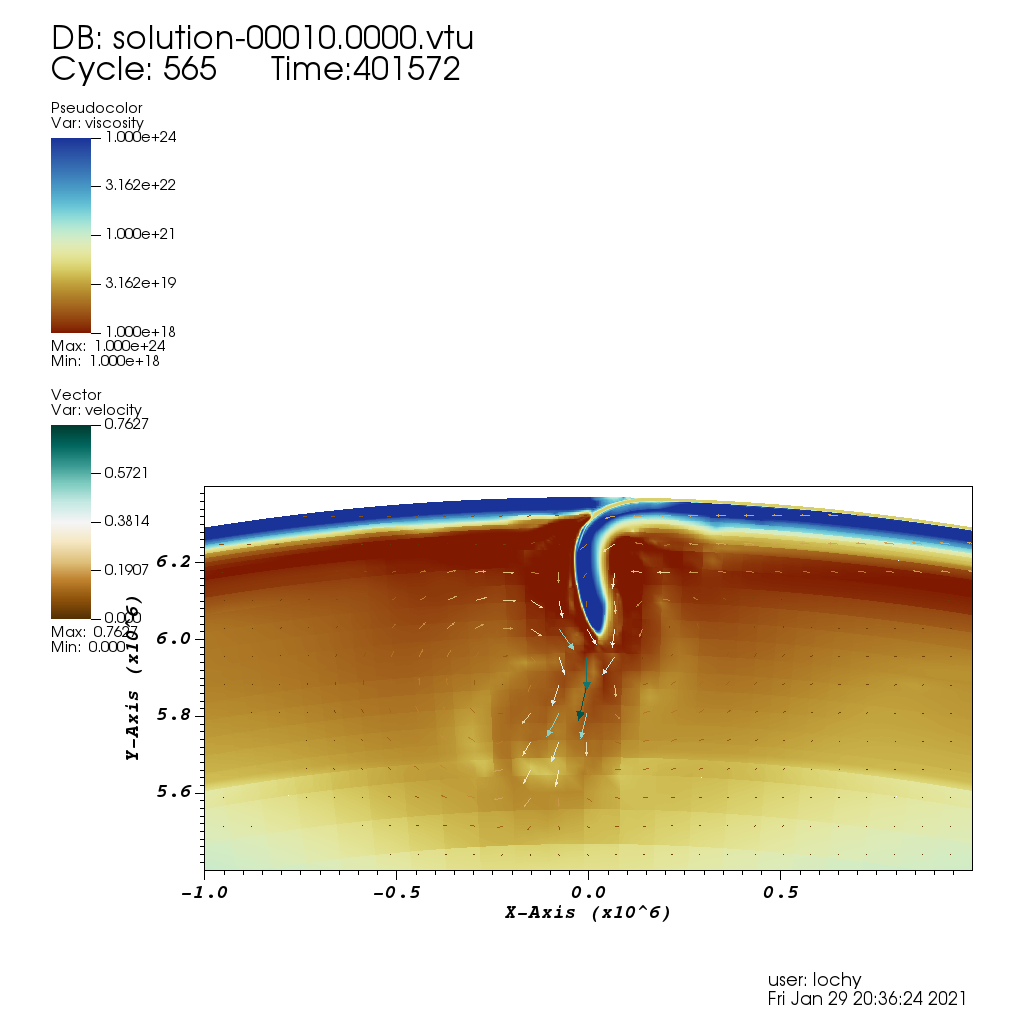 DB: solution-00010.0000.vtu
Cycle: 565 Time:401572
Pseudocolor
Var: viscosity
1.000e+24
3.162e+22
1.000e+21
3.162e+19
1.000e+18
Max: 1.000e+24
Min: 1.000e+18
Vector
Var: velocity
0.7627
0.5721
0.3814
0.1907
0.000
Max: 0.7627
Min: 0.000
Y-Axis (x10^6)
6.2
6.0
5.8
5.6
-1.0
-0.5
0.0
0.5
X-Axis (x10^6)
user: lochy
Fri Jan 29 20:36:24 2021